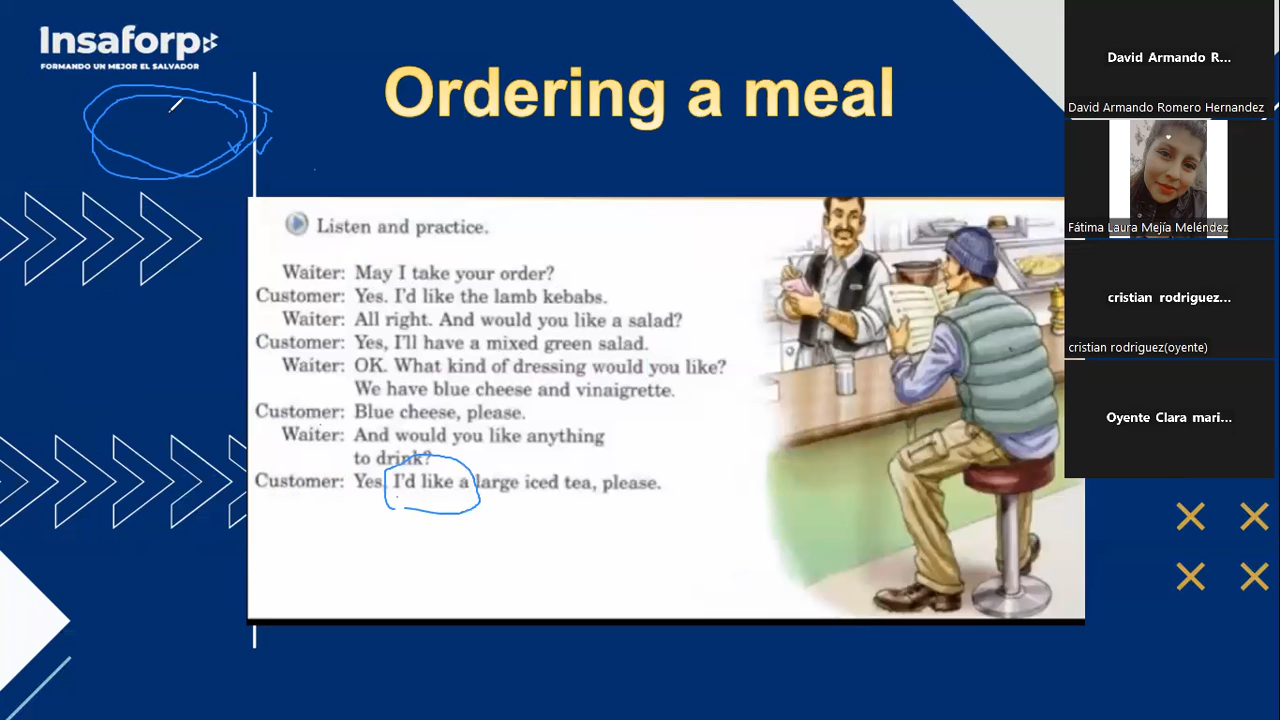 Insaforp
FORMANDO UN MEJOR EL SALVADOR
Ordering a meal
Listen and practice.
Waiter: May I take your order?
Customer: Yes. I'd like the lamb kebabs.
Waiter: All right. And would you like a salad?
Customer: Yes, I'll have a mixed green salad.
Waiter: OK. What kind of dressing would you like?
We have blue cheese and vinaigrette.
Customer: Blue cheese, please.
Waiter: And would you like anything
to drink?
Customer: Yes. I'd like a large iced tea, please.
David Armando R...
David Armando Romero Hernandez
Fátima Laura Mejía Meléndez
cristian rodriguez...
cristian rodriguez(oyente)
Oyente Clara mari...